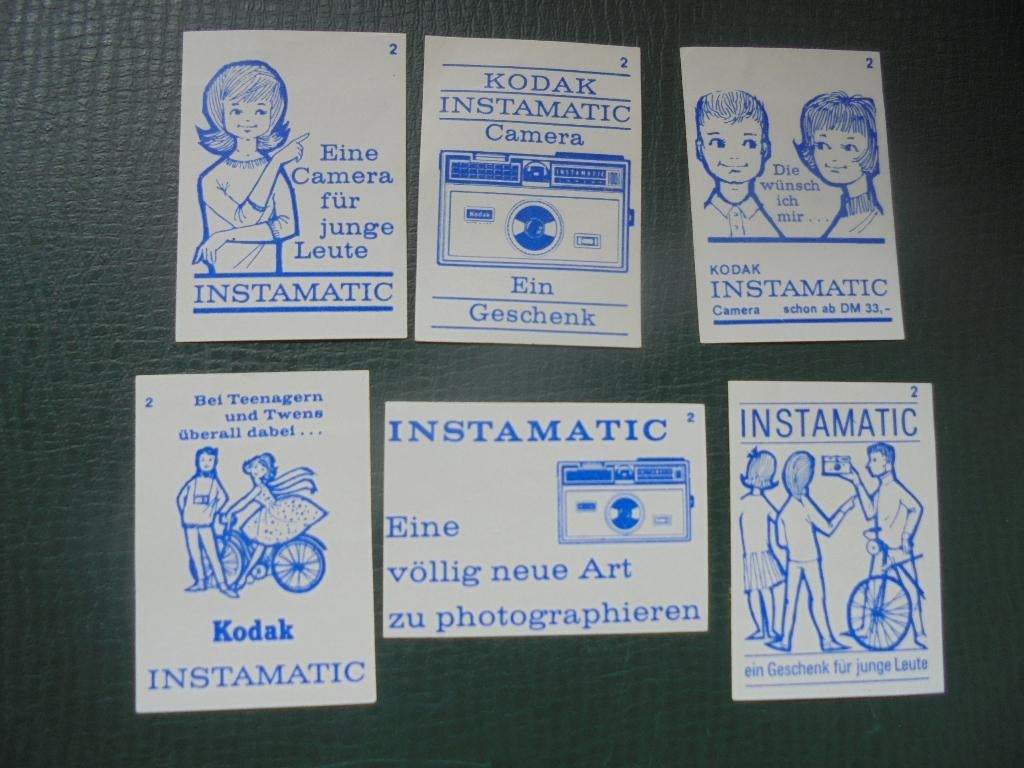 2
Eine
Camera
für
junge
Leute
INSTAMATIC
2
KODAK
INSTAMATIC
Camera
INSTAMATIC
Kodak
Ein
Geschenk
2
Die
wünsch
ich
mir...
KODAK
INSTAMATIC
Camera schon ab DM 33,-
2
Bei Teenagern
und Twens
überall dabei...
Kodak
INSTAMATIC
INSTAMATIC 2
Eine
völlig neue Art
zu photographieren
2
INSTAMATIC
ein Geschenk für junge Leute